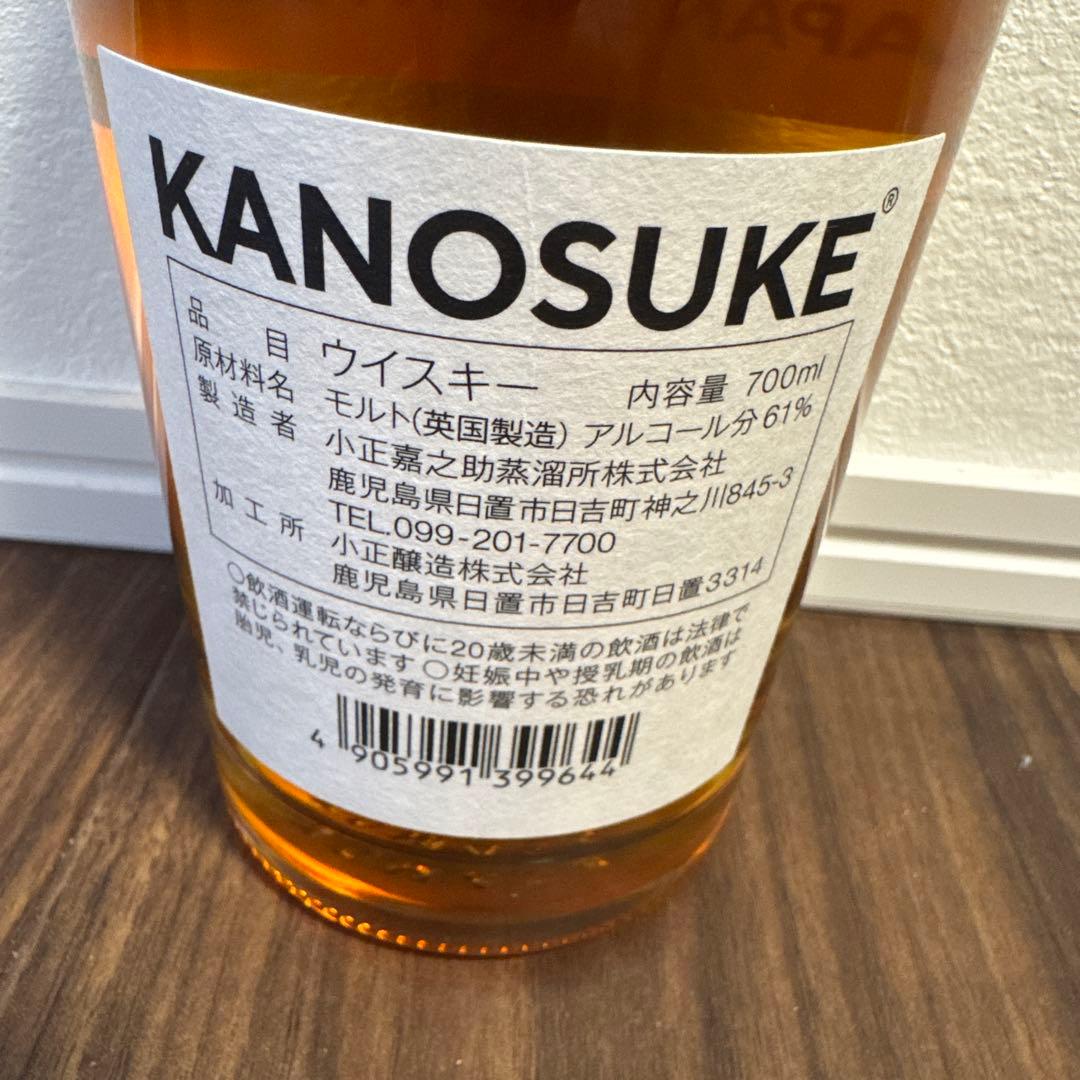 APAN
KANOSUKE®
品目 ウイスキー 内容量 700ml
原材料名 モルト(英国製造) アルコール分61%
製造者 小正嘉之助蒸溜所株式会社
鹿児島県日置市日吉町神之川845-3
TEL.099-201-7700
加工所 小正醸造株式会社
鹿児島県日置市日吉町日置3314
○飲酒運転ならびに20歳未満の飲酒は法律で
禁じられています ○妊娠中や授乳期の飲酒は
胎児、乳児の発育に影響する恐れがあります
4 905991 399644